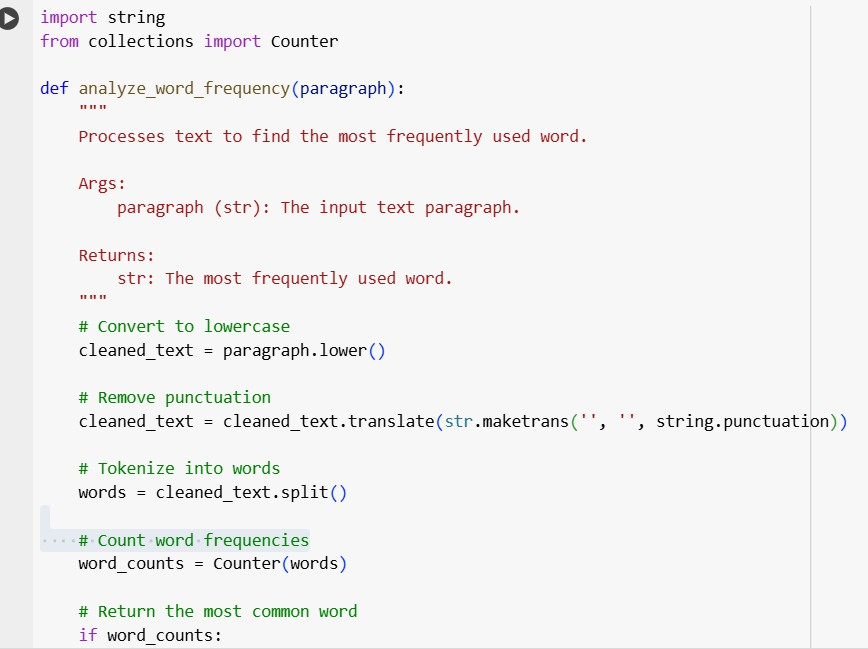 import string
from collections import Counter
def analyze_word_frequency(paragraph):
"""
Processes text to find the most frequently used word.
Args:
paragraph (str): The input text paragraph.
Returns:
str: The most frequently used word.
"""
# Convert to lowercase
cleaned_text = paragraph.lower()
# Remove punctuation
cleaned_text = cleaned_text.translate(str.maketrans('', '', string.punctuation))
# Tokenize into words
words = cleaned_text.split()
# Count word frequencies
word_counts = Counter(words)
# Return the most common word
if word_counts: